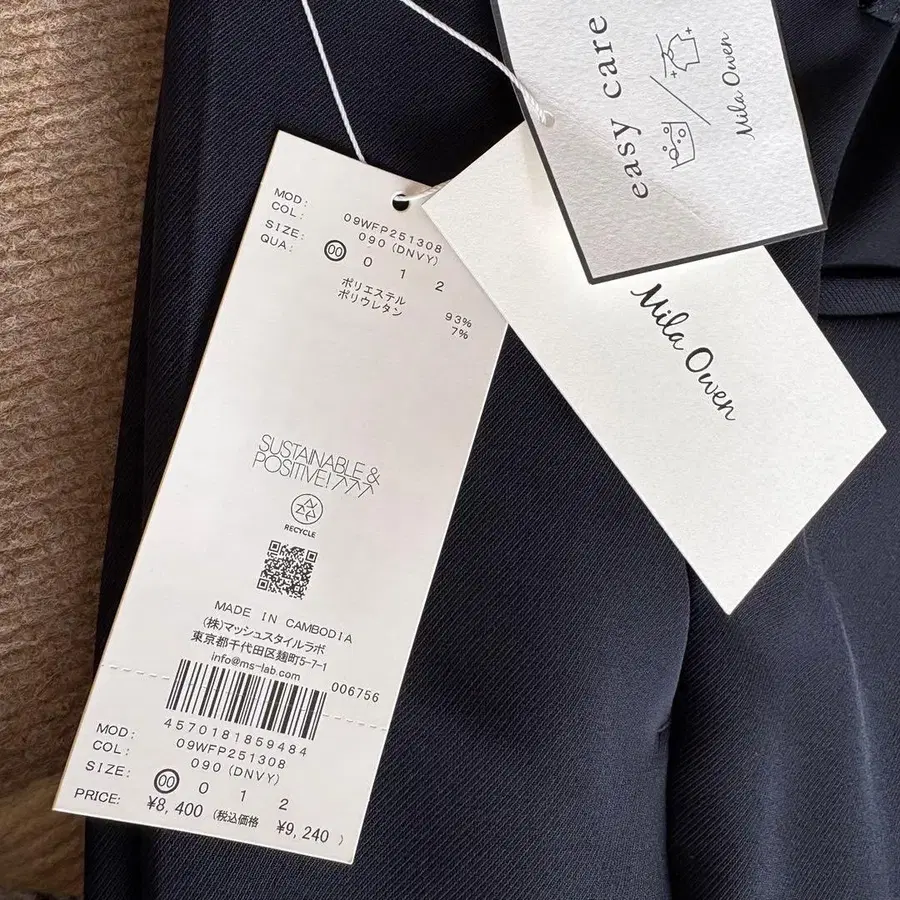 easy care
Mila Owen
Mila Owen
MOD: 09WFP251308
COL: 090 (DNVY)
SIZE: 00 0 1 2
QUA: ポリエステル 93%
ポリウレタン 7%
SUSTAINABLE &
POSITIVE!
RECYCLE
MADE IN CAMBODIA
(株)マッシュスタイルラボ
東京都千代田区麹町5-7-1
info@ms-lab.com
006756
4570181859484
MOD: 09WFP251308
COL: 090 (DNVY)
SIZE: 00 0 1 2
PRICE: ¥8,400 (税込価格 ¥9,240 )